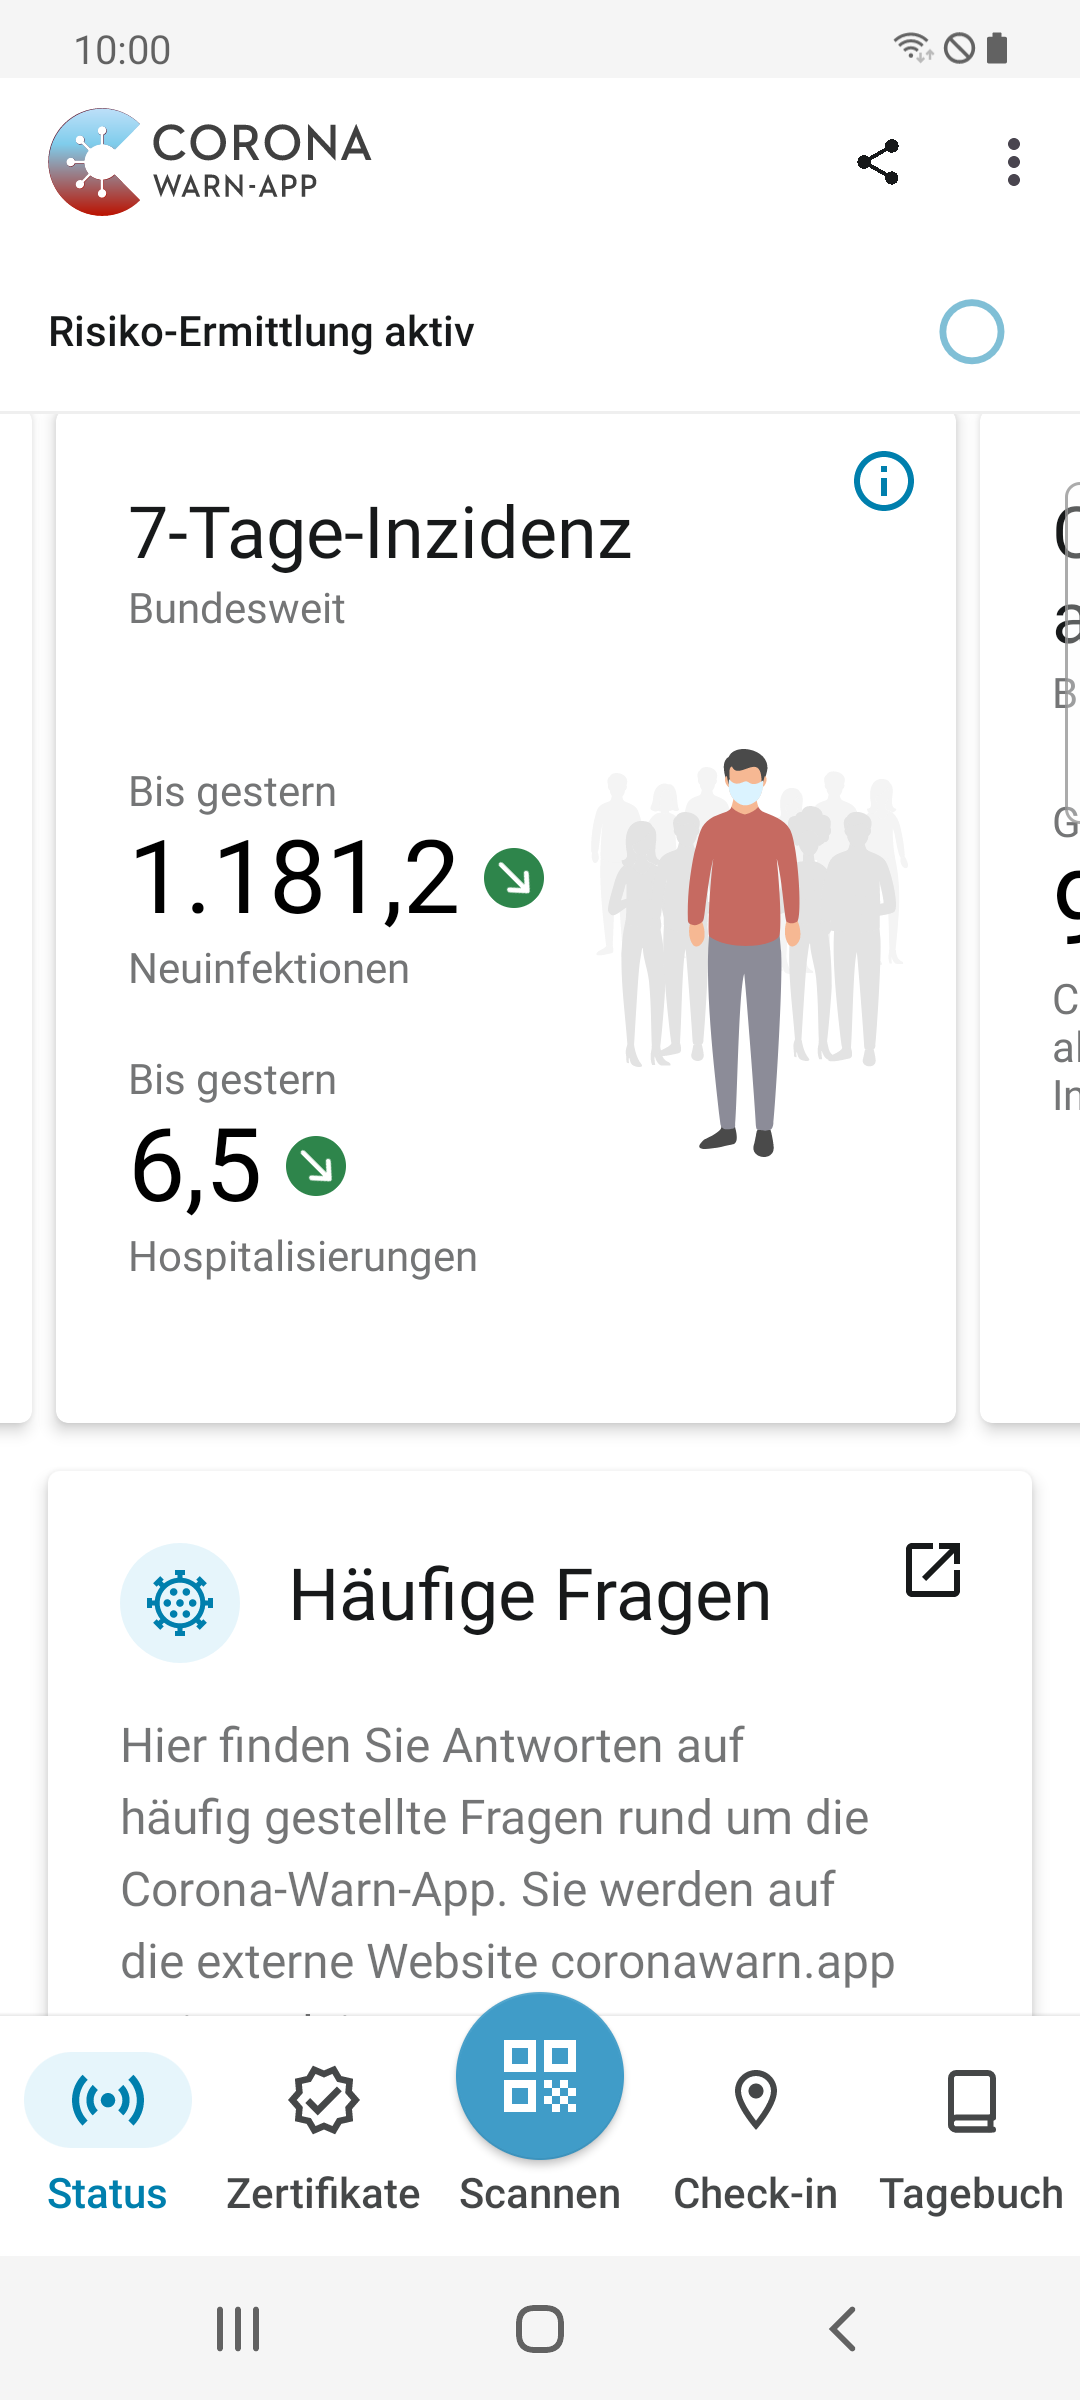 10:00
CORONA
WARN-APP
Risiko-Ermittlung aktiv
7-Tage-Inzidenz
Bundesweit
Bis gestern
1.181,2
Neuinfektionen
Bis gestern
6,5
Hospitalisierungen
Häufige Fragen
Hier finden Sie Antworten auf
häufig gestellte Fragen rund um die
Corona-Warn-App. Sie werden auf
die externe Website coronawarn.app
Status
Zertifikate
Scannen
Check-in
Tagebuch